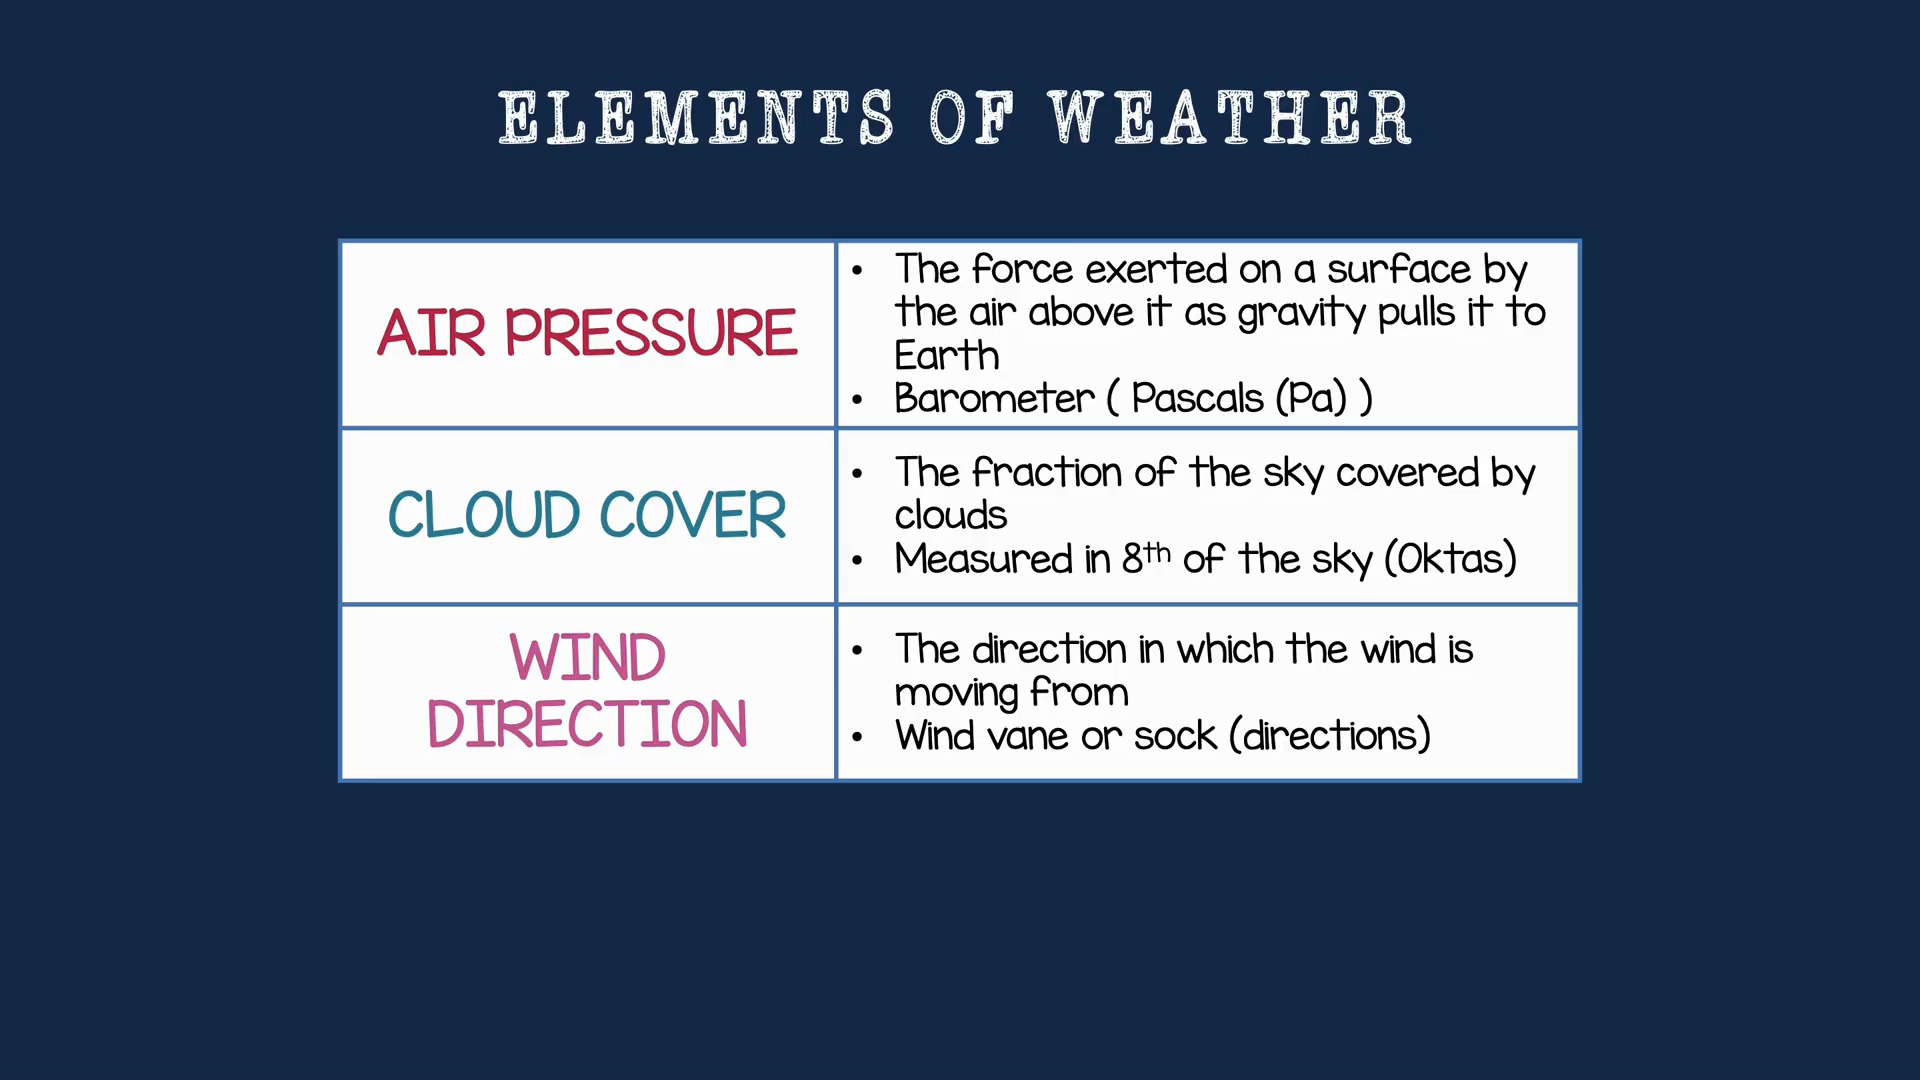 ELEMENTS OF WEATHER
AIR PRESSURE
• The force exerted on a surface by
the air above it as gravity pulls it to
Earth
• Barometer ( Pascals (Pa) )
CLOUD COVER
• The fraction of the sky covered by
clouds
• Measured in 8th of the sky (Oktas)
WIND
DIRECTION
• The direction in which the wind is
moving from
• Wind vane or sock (directions)